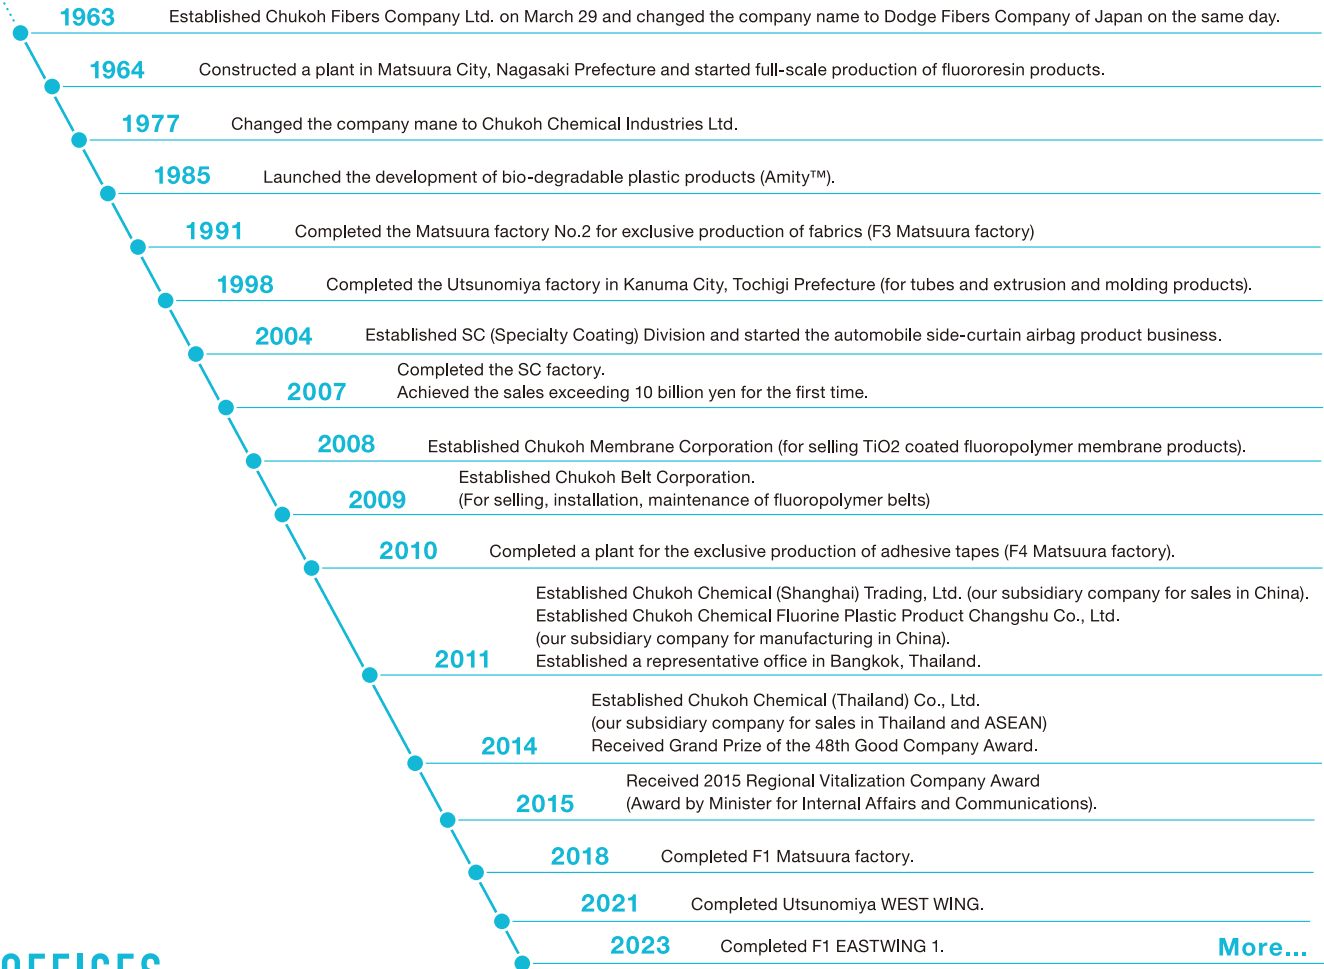 1963 Established Chukoh Fibers Company Ltd. on March 29 and changed the company name to Dodge Fibers Company of Japan on the same day.
1964 Constructed a plant in Matsuura City, Nagasaki Prefecture and started full-scale production of fluororesin products.
1977 Changed the company mane to Chukoh Chemical Industries Ltd.
1985 Launched the development of bio-degradable plastic products (Amity™).
1991 Completed the Matsuura factory No.2 for exclusive production of fabrics (F3 Matsuura factory)
1998 Completed the Utsunomiya factory in Kanuma City, Tochigi Prefecture (for tubes and extrusion and molding products).
2004 Established SC (Specialty Coating) Division and started the automobile side-curtain airbag product business.
Completed the SC factory.
2007 Achieved the sales exceeding 10 billion yen for the first time.
2008 Established Chukoh Membrane Corporation (for selling TiO2 coated fluoropolymer membrane products).
Established Chukoh Belt Corporation.
2009 (For selling, installation, maintenance of fluoropolymer belts)
2010 Completed a plant for the exclusive production of adhesive tapes (F4 Matsuura factory).
Established Chukoh Chemical (Shanghai) Trading, Ltd. (our subsidiary company for sales in China).
Established Chukoh Chemical Fluorine Plastic Product Changshu Co., Ltd.
(our subsidiary company for manufacturing in China).
2011 Established a representative office in Bangkok, Thailand.
Established Chukoh Chemical (Thailand) Co., Ltd.
(our subsidiary company for sales in Thailand and ASEAN)
2014 Received Grand Prize of the 48th Good Company Award.
Received 2015 Regional Vitalization Company Award
2015 (Award by Minister for Internal Affairs and Communications).
2018 Completed F1 Matsuura factory.
2021 Completed Utsunomiya WEST WING.
2023 Completed F1 EASTWING 1. More...
OFFICES